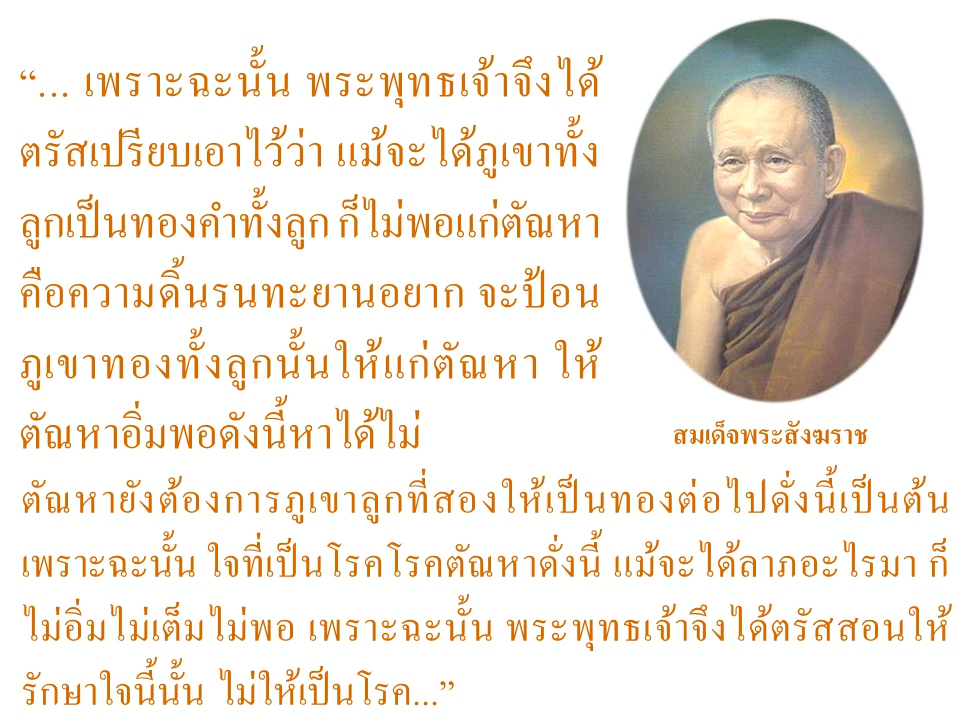 “... เพราะฉะนั้น พระพุทธเจ้าจึงได้
ตรัสเปรียบเอาไว้ว่า แม้จะได้ภูเขาทั้ง
ลูกเป็นทองคำทั้งลูก ก็ไม่พอแก่ตัณหา
คือความดิ้นรนทะยานอยาก จะป้อน
ภูเขาทองทั้งลูกนั้นให้แก่ตัณหา ให้
ตัณหาอิ่มพอดังนี้หาได้ไม่
สมเด็จพระสังฆราช
ตัณหายังต้องการภูเขาลูกที่สองให้เป็นทองต่อไปดั่งนี้เป็นต้น
เพราะฉะนั้น ใจที่เป็นโรคโรคตัณหาดั่งนี้ แม้จะได้ลาภอะไรมา ก็
ไม่อิ่มไม่เต็มไม่พอ เพราะฉะนั้น พระพุทธเจ้าจึงได้ตรัสสอนให้
รักษาใจนี้นั้น ไม่ให้เป็นโรค...”